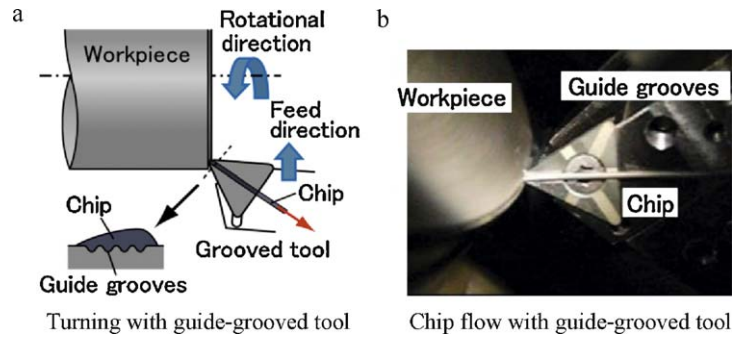 a
Rotational
direction
Workpiece
Feed
direction
Chip
Chip
Grooved tool
Guide grooves
Turning with guide-grooved tool
b
Workpiece
Guide grooves
Chip
Chip flow with guide-grooved tool